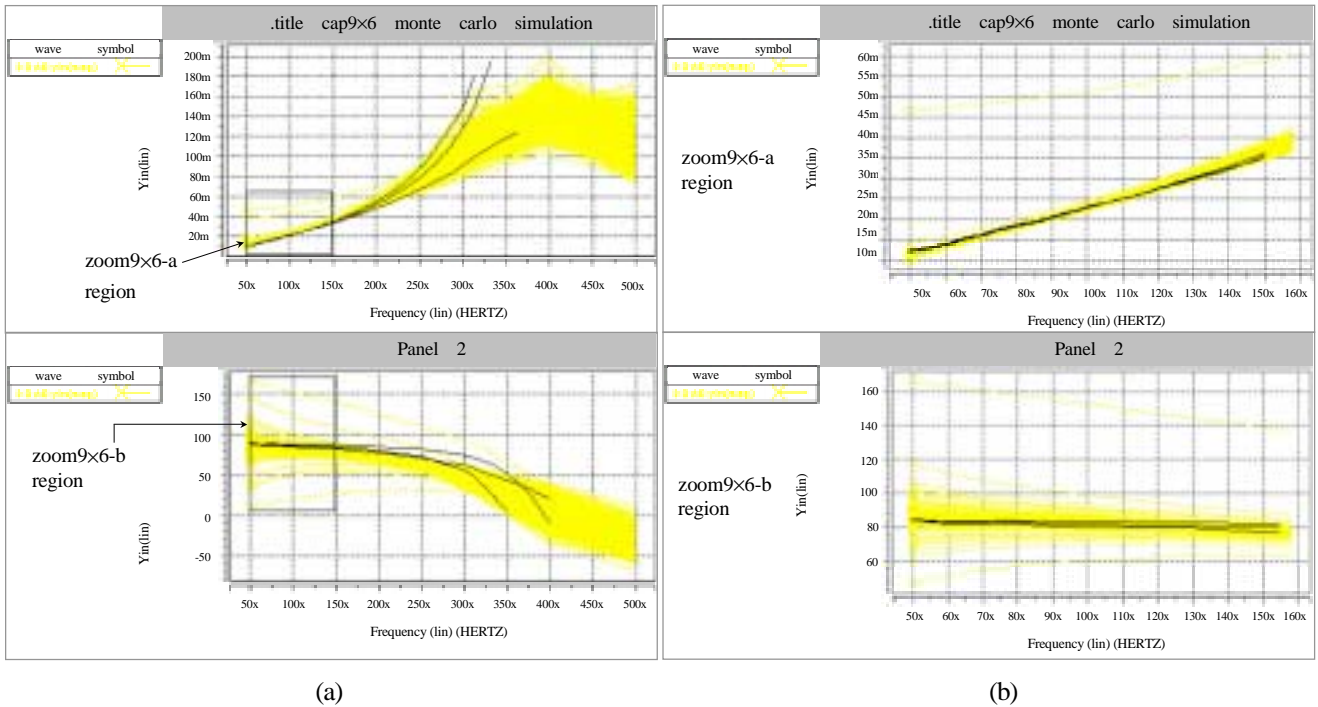 .title cap9×6 monte carlo simulation
wave symbol
200m
180m
160m
140m
120m
100m
80m
60m
40m
20m
Yin(lin)
zoom9×6-a
region
50x 100x 150x 200x 250x 300x 350x 400x 450x 500x
Frequency (lin) (HERTZ)
Panel 2
wave symbol
150
100
50
0
-50
Yin(lin)
zoom9×6-b
region
50x 100x 150x 200x 250x 300x 350x 400x 450x 500x
Frequency (lin) (HERTZ)
(a)
.title cap9×6 monte carlo simulation
wave symbol
60m
55m
50m
45m
40m
35m
30m
25m
20m
15m
10m
Yin(lin)
zoom9×6-a
region
50x 60x 70x 80x 90x 100x 110x 120x 130x 140x 150x 160x
Frequency (lin) (HERTZ)
Panel 2
wave symbol
160
140
120
100
80
60
Yin(lin)
zoom9×6-b
region
50x 60x 70x 80x 90x 100x 110x 120x 130x 140x 150x 160x
Frequency (lin) (HERTZ)
(b)